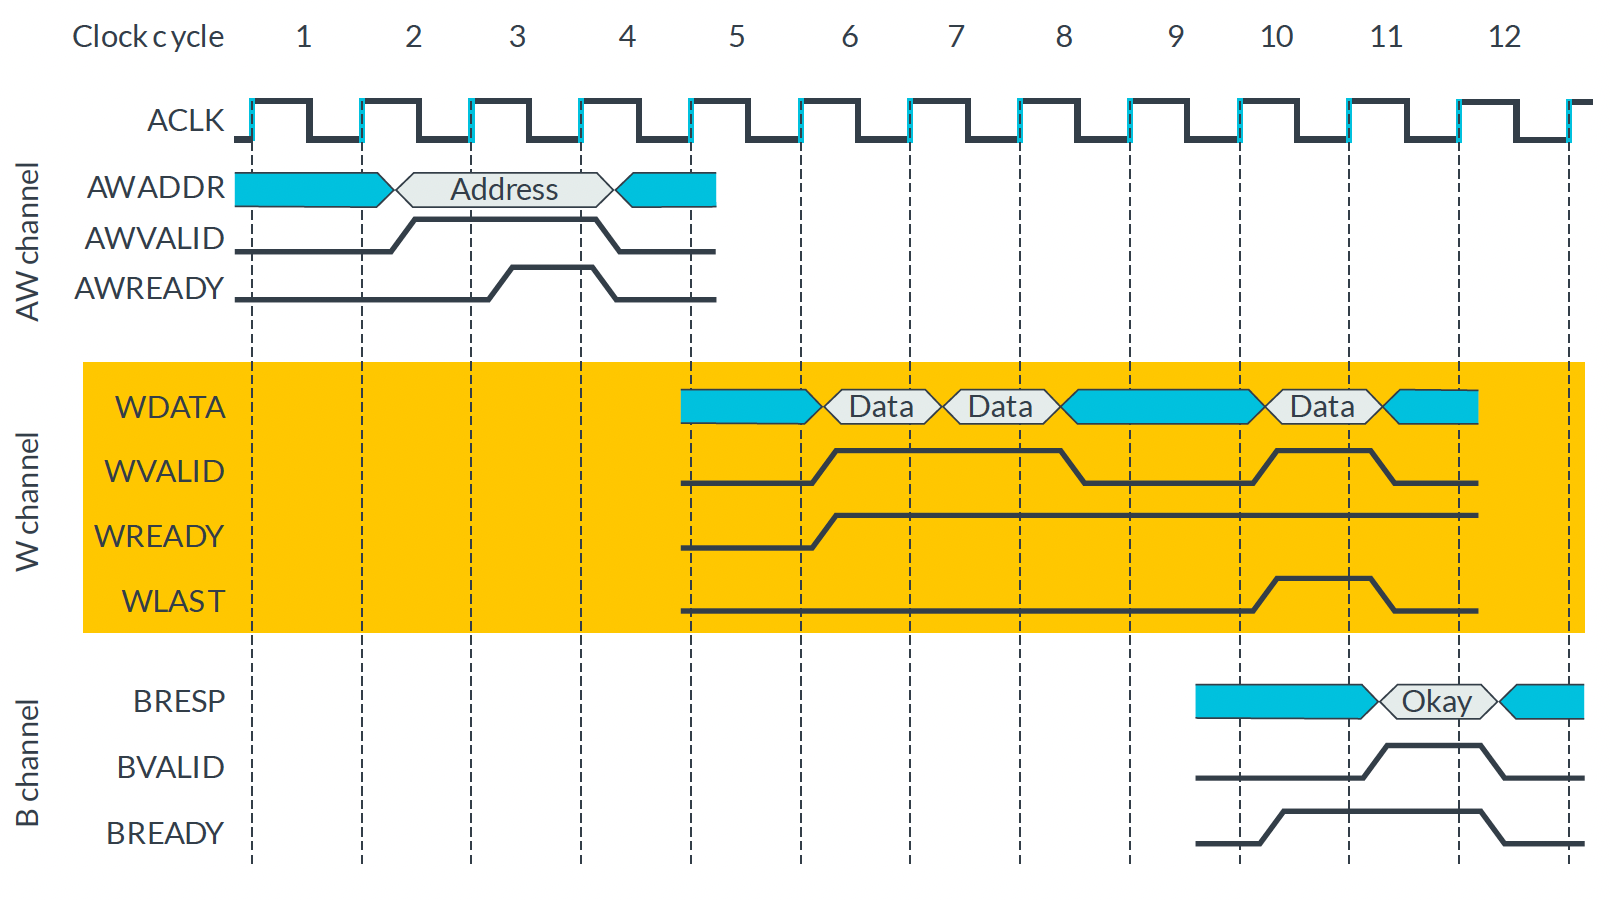 Clock cycle 1 2 3 4 5 6 7 8 9 10 11 12
ACLK
AW channel
AWADDR Address
AWVALID
AWREADY
W channel
WDATA Data Data Data
WVALID
WREADY
WLAST
B channel
BRESP Okay
BVALID
BREADY